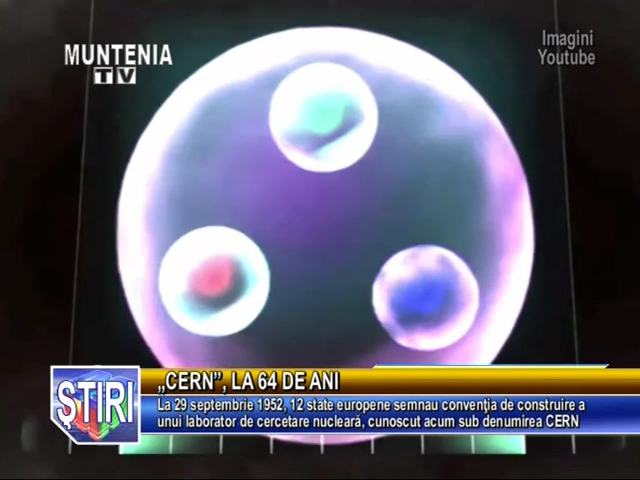 MUNTENIA
TV
Imagini
Youtube
ȘTIRI
„CERN”, LA 64 DE ANI
La 29 septembrie 1952, 12 state europene semnau convenţia de construire a
unui laborator de cercetare nucleară, cunoscut acum sub denumirea CERN